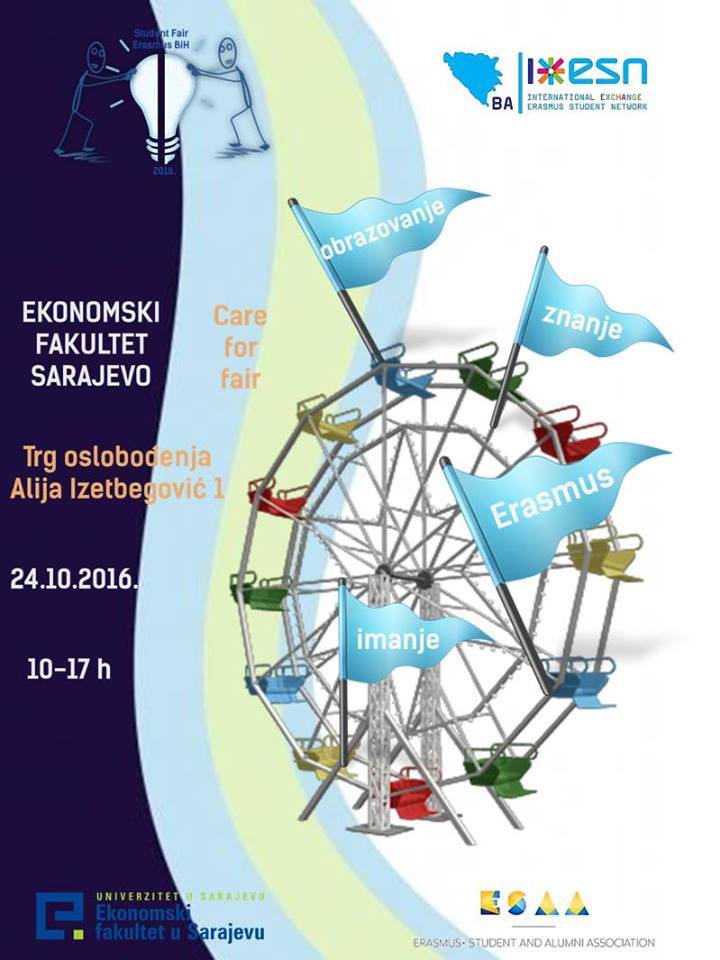 Student Fair
Erasmus BiH
2016.
BA
IXESN
INTERNATIONAL EXCHANGE
ERASMUS STUDENT NETWORK
obrazovanje
znanje
EKONOMSKI
FAKULTET
SARAJEVO
Care
for
fair
Trg oslobođenja
Alija Izetbegović 1
Erasmus
24.10.2016.
imanje
10-17 h
UNIVERZITET U SARAJEVU
Ekonomski
fakultet u Sarajevu
ESAA
ERASMUS+ STUDENT AND ALUMNI ASSOCIATION